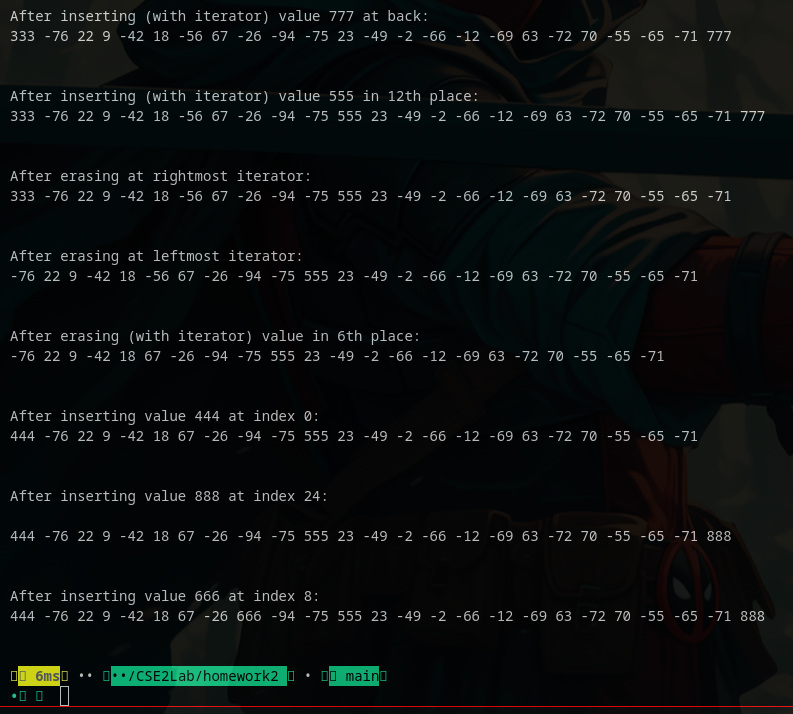 After inserting (with iterator) value 777 at back:
333 -76 22 9 -42 18 -56 67 -26 -94 -75 23 -49 -2 -66 -12 -69 63 -72 70 -55 -65 -71 777
After inserting (with iterator) value 555 in 12th place:
333 -76 22 9 -42 18 -56 67 -26 -94 -75 555 23 -49 -2 -66 -12 -69 63 -72 70 -55 -65 -71 777
After erasing at rightmost iterator:
333 -76 22 9 -42 18 -56 67 -26 -94 -75 555 23 -49 -2 -66 -12 -69 63 -72 70 -55 -65 -71
After erasing at leftmost iterator:
-76 22 9 -42 18 -56 67 -26 -94 -75 555 23 -49 -2 -66 -12 -69 63 -72 70 -55 -65 -71
After erasing (with iterator) value in 6th place:
-76 22 9 -42 18 67 -26 -94 -75 555 23 -49 -2 -66 -12 -69 63 -72 70 -55 -65 -71
After inserting value 444 at index 0:
444 -76 22 9 -42 18 67 -26 -94 -75 555 23 -49 -2 -66 -12 -69 63 -72 70 -55 -65 -71
After inserting value 888 at index 24:
444 -76 22 9 -42 18 67 -26 -94 -75 555 23 -49 -2 -66 -12 -69 63 -72 70 -55 -65 -71 888
After inserting value 666 at index 8:
444 -76 22 9 -42 18 67 -26 666 -94 -75 555 23 -49 -2 -66 -12 -69 63 -72 70 -55 -65 -71 888
6ms •• ••/CSE2Lab/homework2 • main